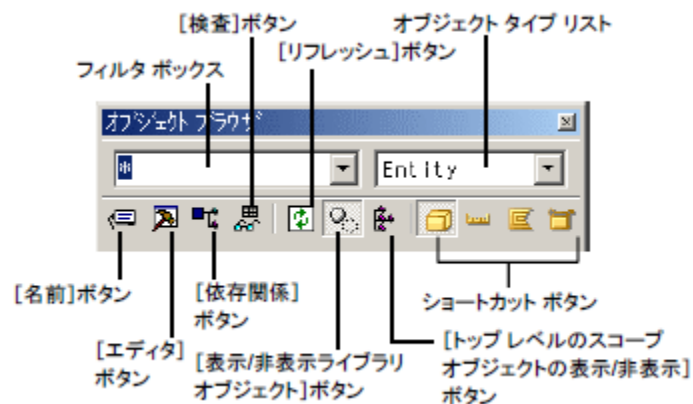 [検査]ボタン
オブジェクト タイプ リスト
[リフレッシュ]ボタン
フィルタ ボックス
オブジェクト ブラウザ
*
Entity
[名前]ボタン
[依存関係]
ボタン
ショートカット ボタン
[エディタ]
ボタン
[表示/非表示ライブラリ
オブジェクト]ボタン
[トップ レベルのスコープ
オブジェクトの表示/非表示]
ボタン